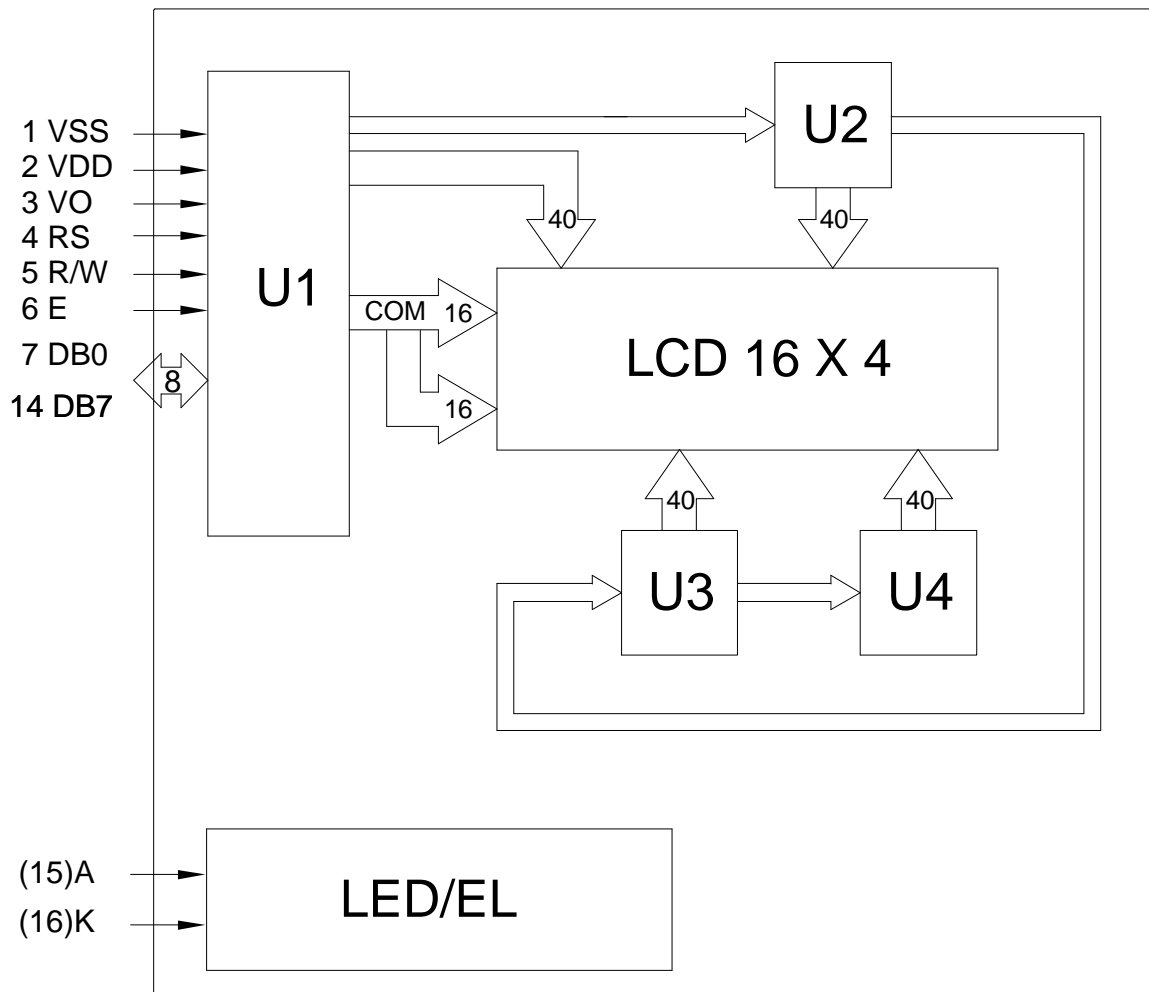 1 VSS
2 VDD
3 VO
4 RS
5 R/W
6 E
7 DB0
14 DB7
8
U1
U2
40
40
COM
16
16
LCD 16 X 4
40
40
U3
U4
(15)A
(16)K
LED/EL